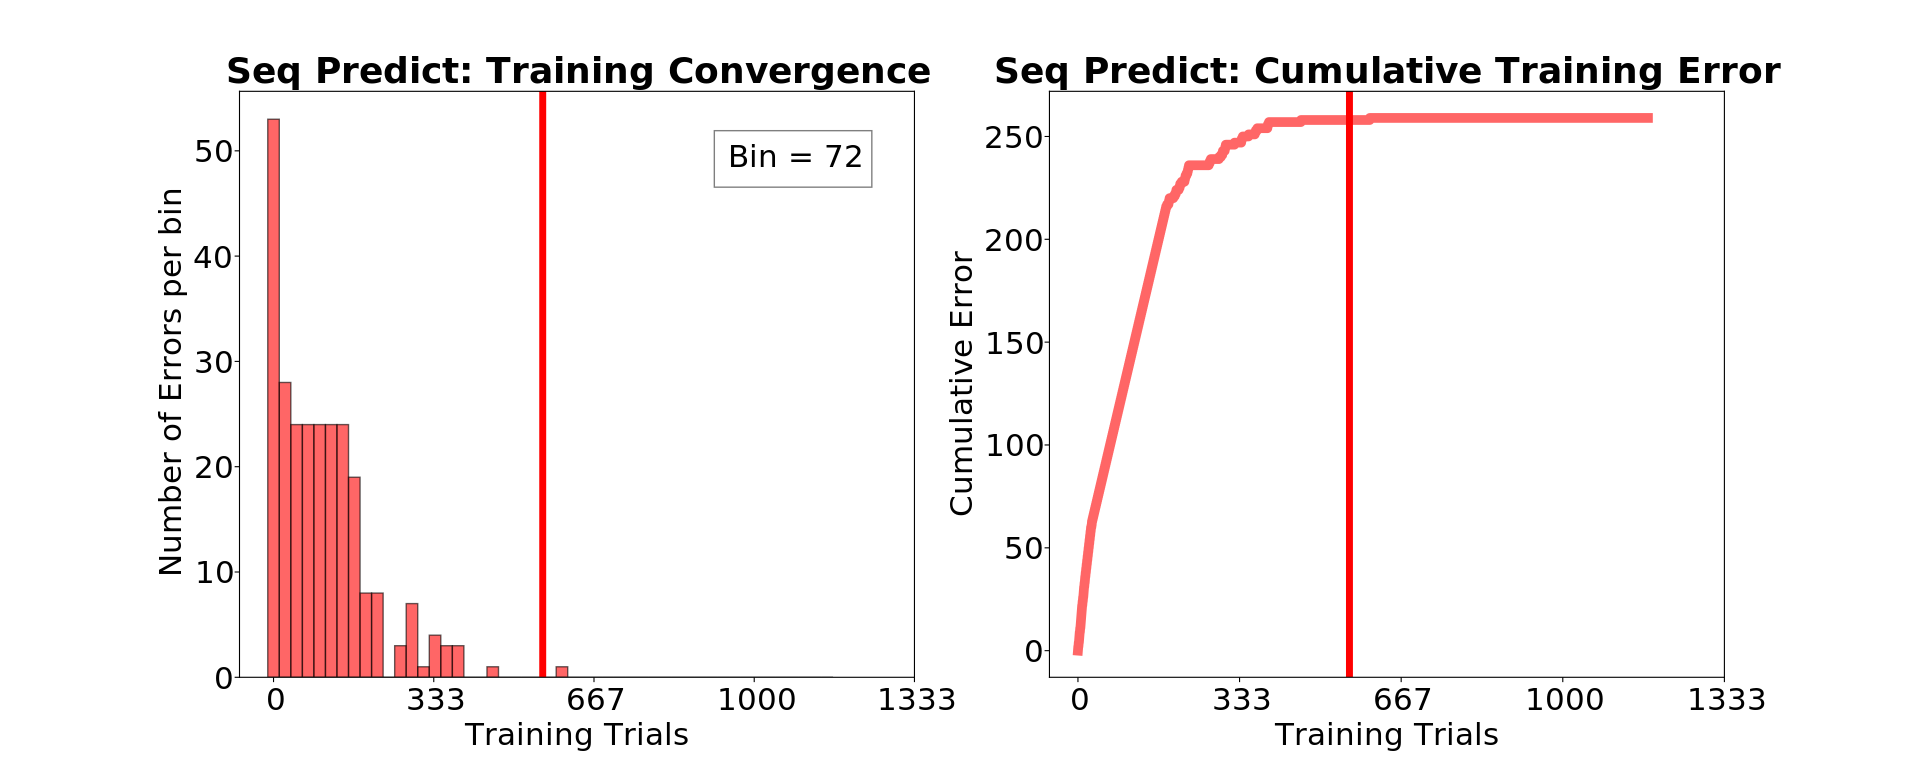 Seq Predict: Training Convergence
Number of Errors per bin
50
40
30
20
10
0
Bin = 72
0 333 667 1000 1333
Training Trials
Seq Predict: Cumulative Training Error
Cumulative Error
250
200
150
100
50
0
0 333 667 1000 1333
Training Trials